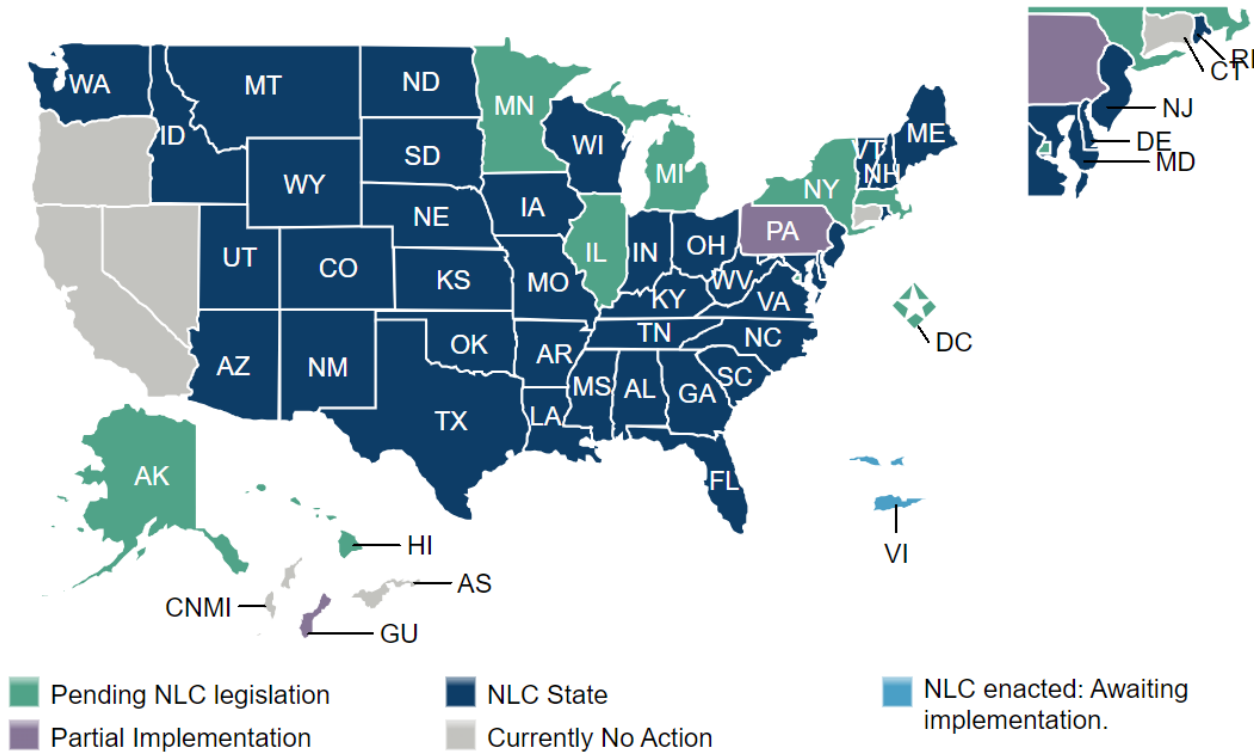 WA
MT
ND
MN
ID
SD
WI
MI
WY
NE
IA
NY
VT
NH
ME
UT
CO
KS
MO
IL
IN
OH
PA
WV
KY
VA
AZ
NM
OK
AR
TN
NC
TX
LA
MS
AL
GA
SC
FL
AK
HI
CNMI
GU
AS
VI
DC
RI
CT
NJ
DE
MD
Pending NLC legislation
NLC State
NLC enacted: Awaiting
implementation.
Partial Implementation
Currently No Action